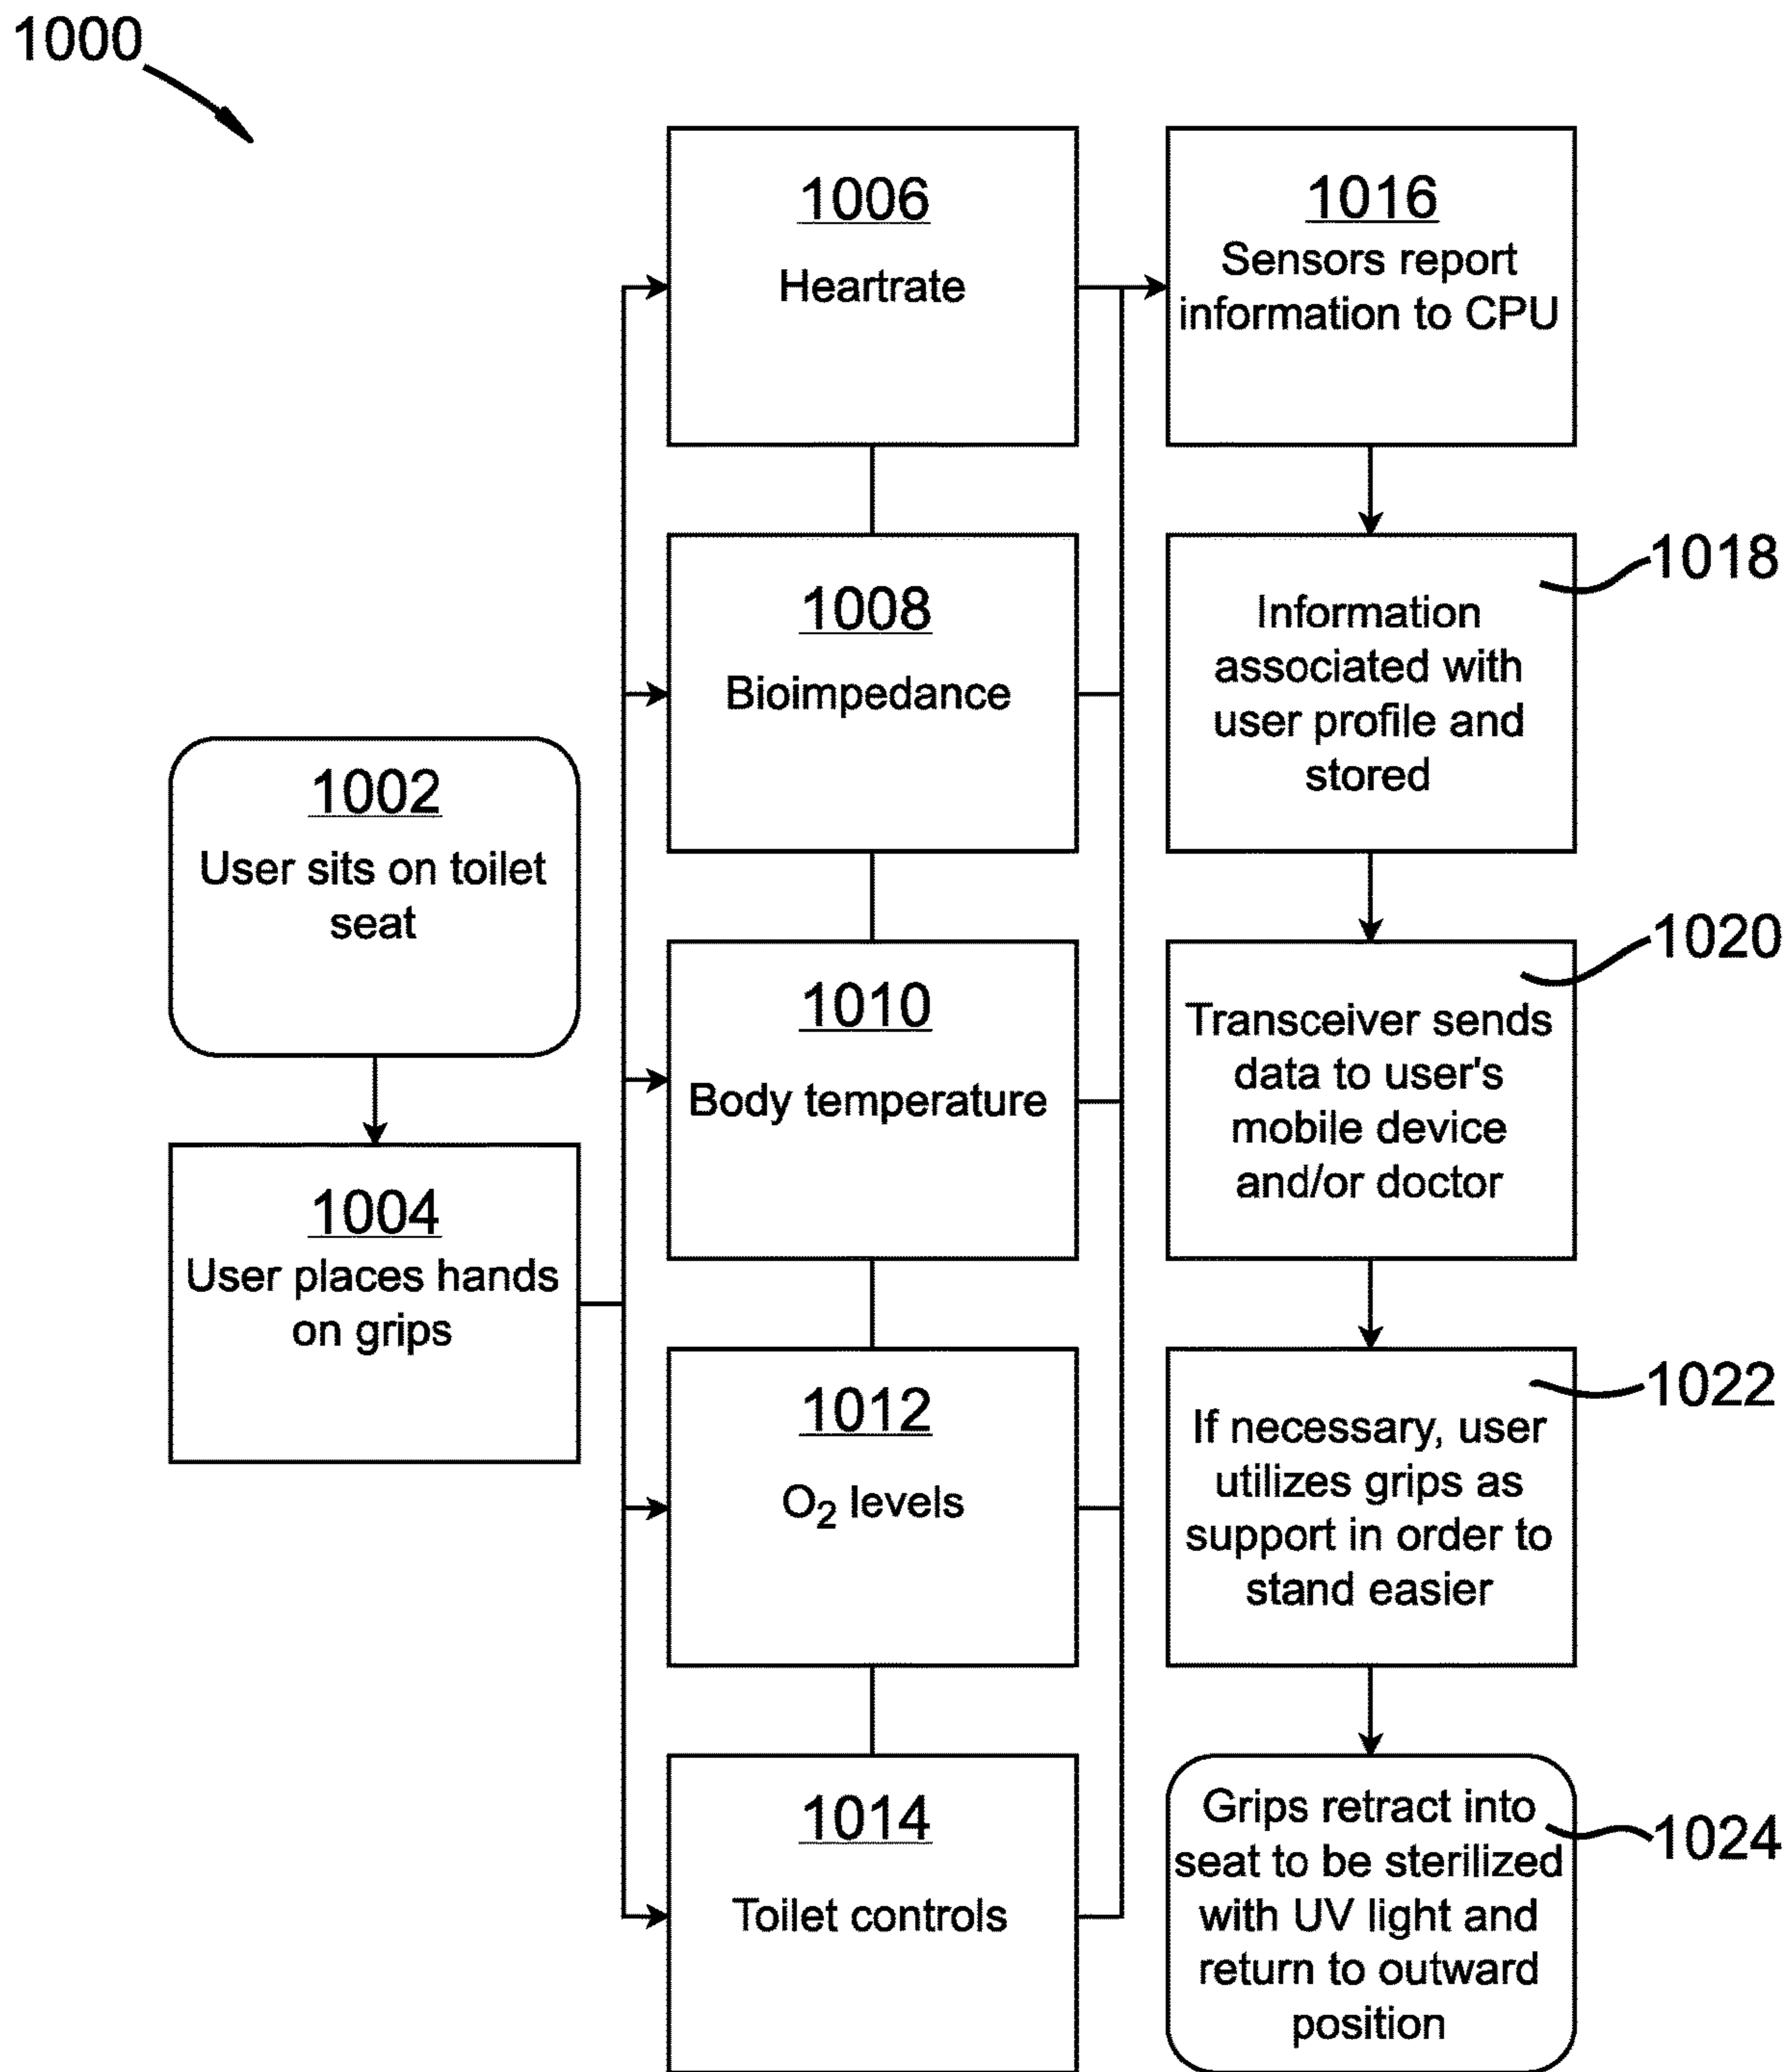 1000
1002
User sits on toilet
seat
1004
User places hands
on grips
1006
Heartrate
1008
Bioimpedance
1010
Body temperature
1012
O₂ levels
1014
Toilet controls
1016
Sensors report
information to CPU
1018
Information
associated with
user profile and
stored
1020
Transceiver sends
data to user's
mobile device
and/or doctor
1022
If necessary, user
utilizes grips as
support in order to
stand easier
1024
Grips retract into
seat to be sterilized
with UV light and
return to outward
position